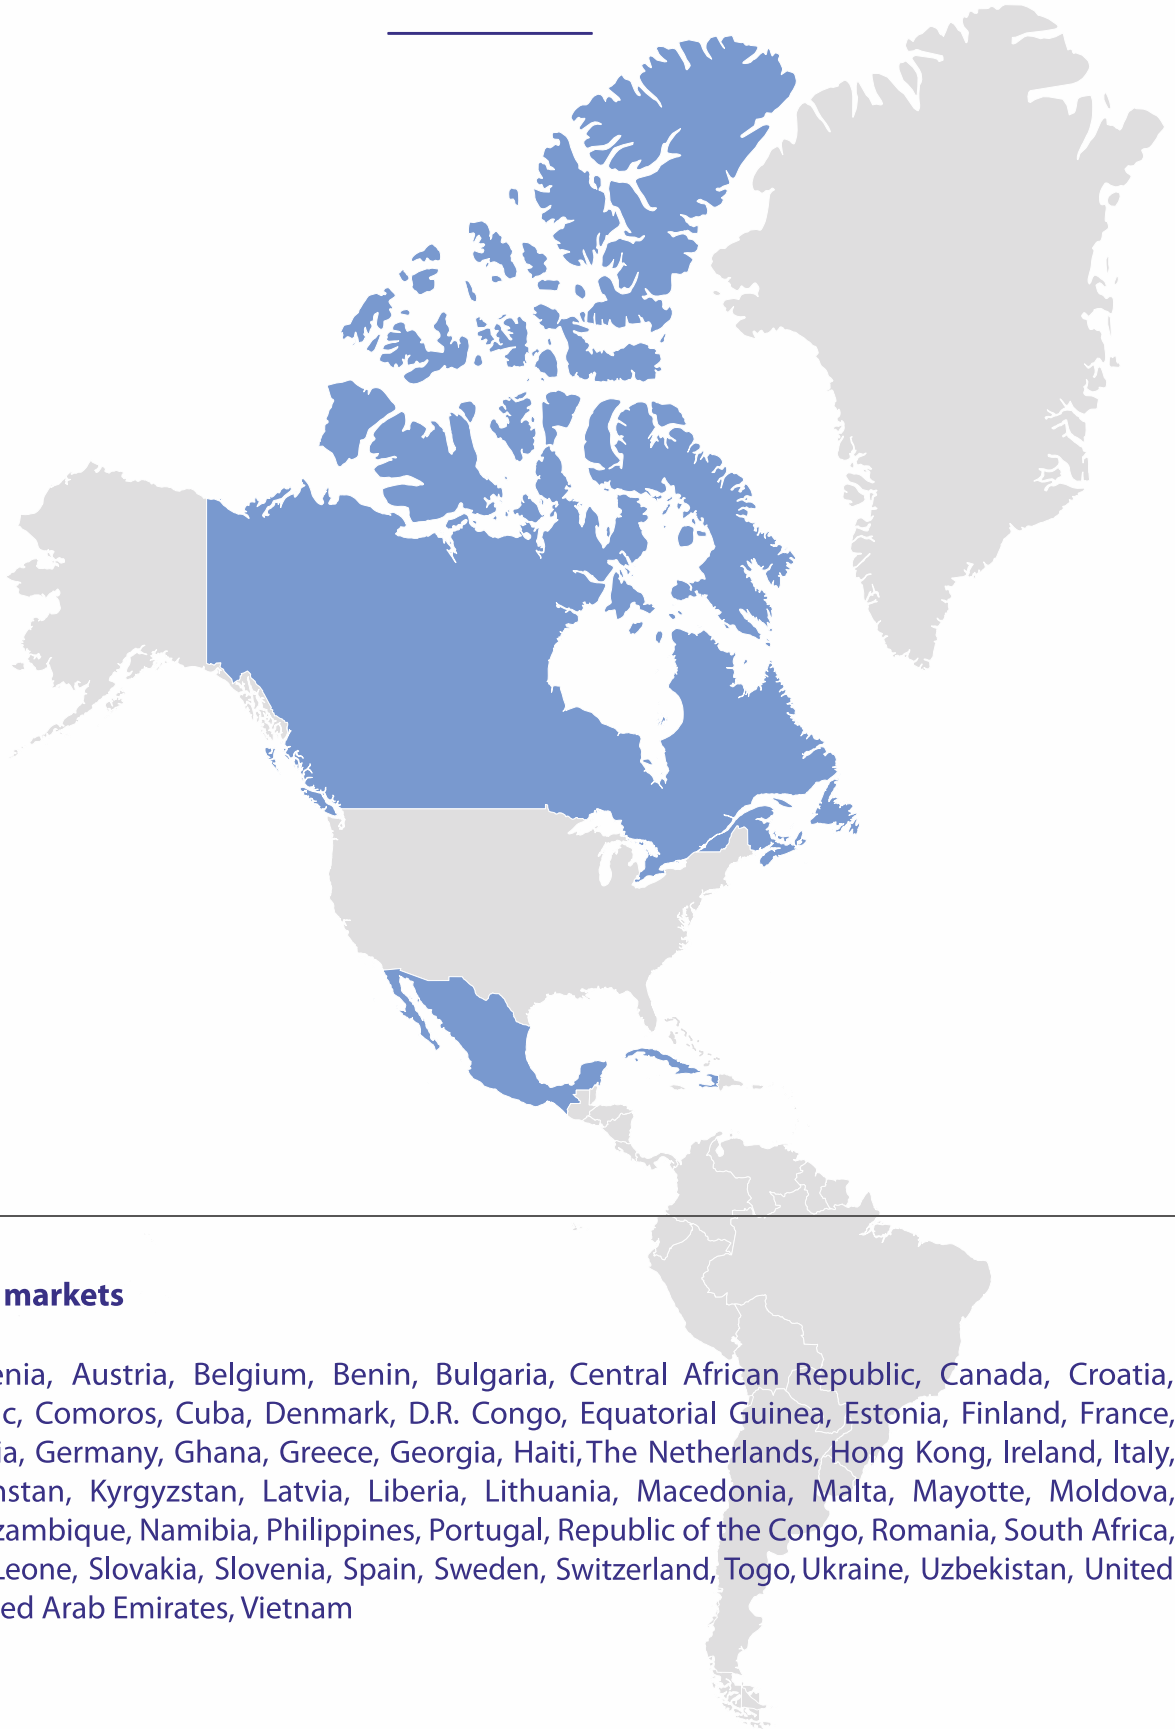 markets
enia, Austria, Belgium, Benin, Bulgaria, Central African Republic, Canada, Croatia,
c, Comoros, Cuba, Denmark, D.R. Congo, Equatorial Guinea, Estonia, Finland, France,
ia, Germany, Ghana, Greece, Georgia, Haiti, The Netherlands, Hong Kong, Ireland, Italy,
nstan, Kyrgyzstan, Latvia, Liberia, Lithuania, Macedonia, Malta, Mayotte, Moldova,
zambique, Namibia, Philippines, Portugal, Republic of the Congo, Romania, South Africa,
Leone, Slovakia, Slovenia, Spain, Sweden, Switzerland, Togo, Ukraine, Uzbekistan, United
ed Arab Emirates, Vietnam